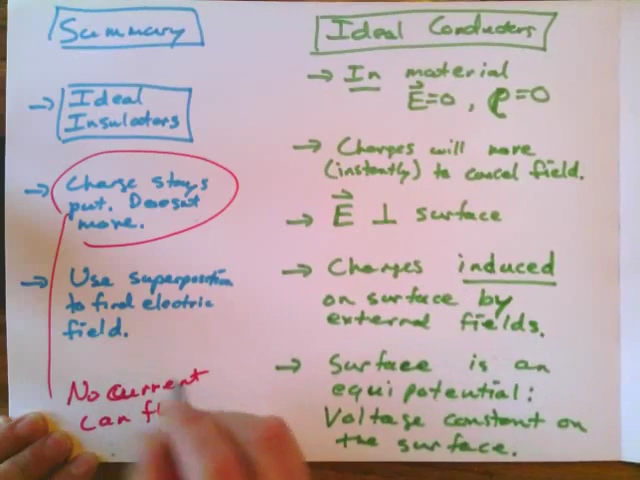 Summary
→ Ideal
Insulators
→ Charge stays
put. Doesn't
move.
→ Use superposition
to find electric
field.
No current
can fl
Ideal Conductors
→ In material
E⃗=0, ρ=0
→ Charges will move
(instantly) to cancel field.
→ E⃗ ⊥ surface
→ Charges induced
on surface by
external fields.
→ Surface is an
equipotential:
Voltage constant on
the surface.